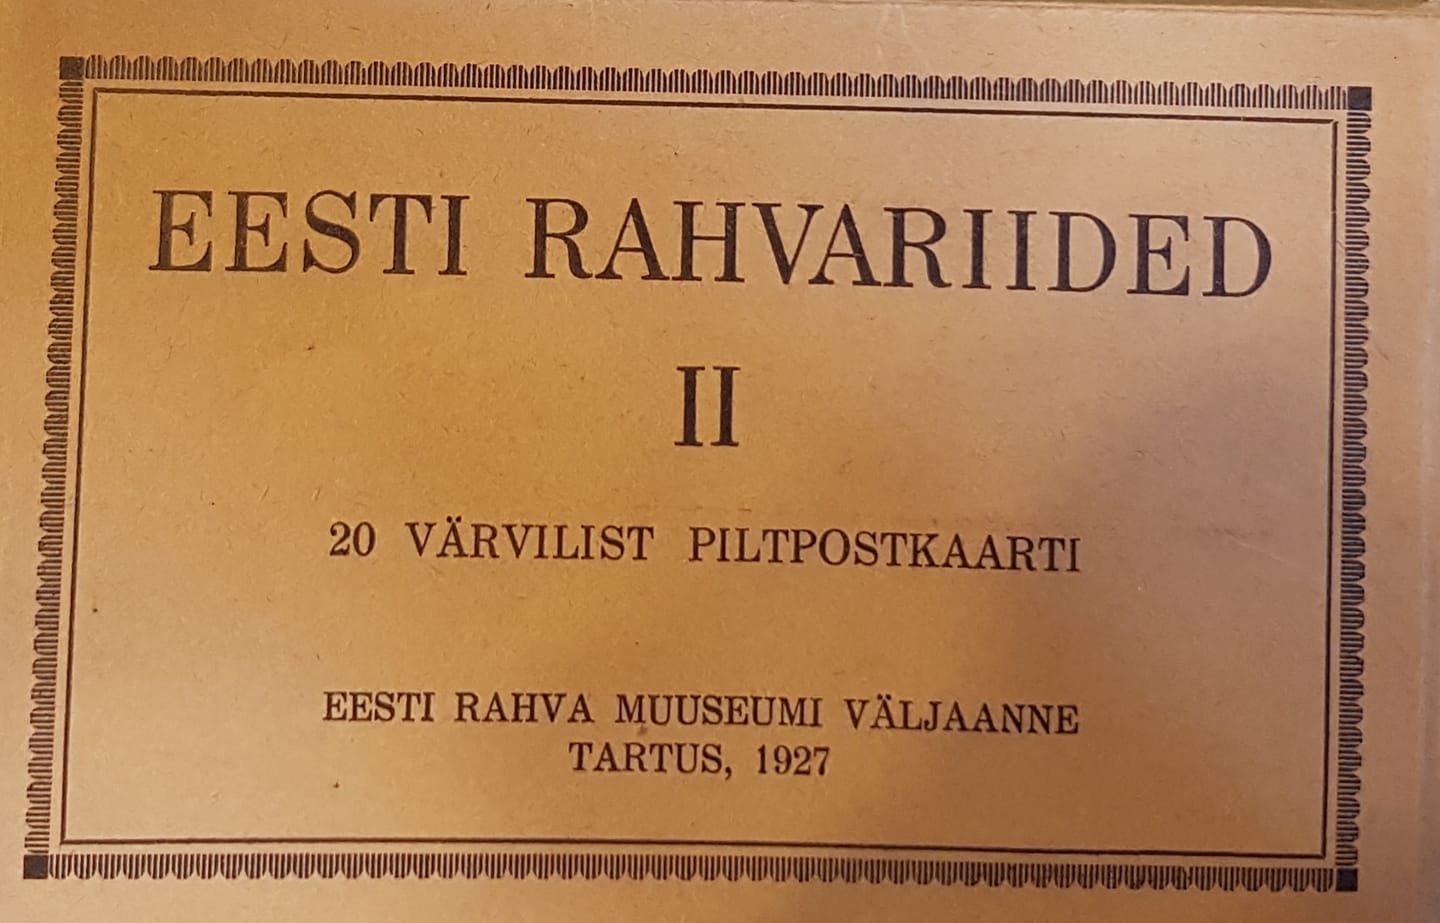 EESTI RAHVARIIDED
II
20 VÄRVILIST PILTPOSTKAARTI
EESTI RAHVA MUUSEUMI VÄLJAANNE
TARTUS, 1927